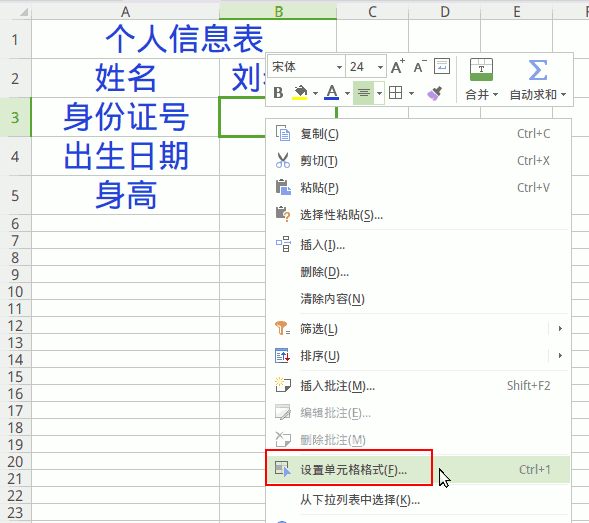 A B C D E
1 个人信息表
2 姓名 刘
3 身份证号
4 出生日期
5 身高
6
7
8
9
10
11
12
13
14
15
16
17
18
19
20
21
22
23
宋体 24 A+ A-
B A 合并 自动求和
复制(C) Ctrl+C
剪切(T) Ctrl+X
粘贴(P) Ctrl+V
选择性粘贴(S)...
插入(I)...
删除(D)...
清除内容(N)
筛选(L)
排序(U)
插入批注(M)... Shift+F2
编辑批注(E)...
删除批注(M)
设置单元格格式(F)... Ctrl+1
从下拉列表中选择(K)...